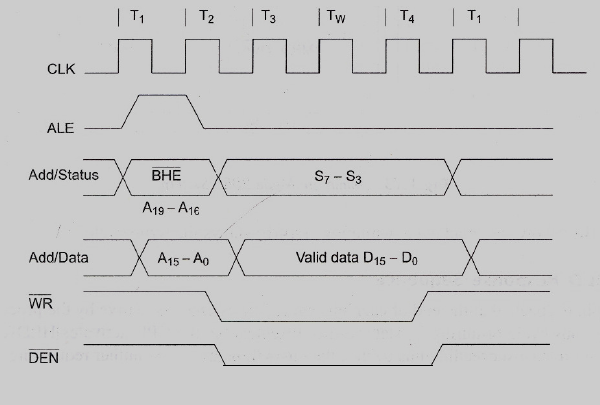 T1 T2 T3 TW T4 T1
CLK
ALE
Add/Status BHE S7 – S3
A19 – A16
Add/Data A15 – A0 Valid data D15 – D0
WR
DEN